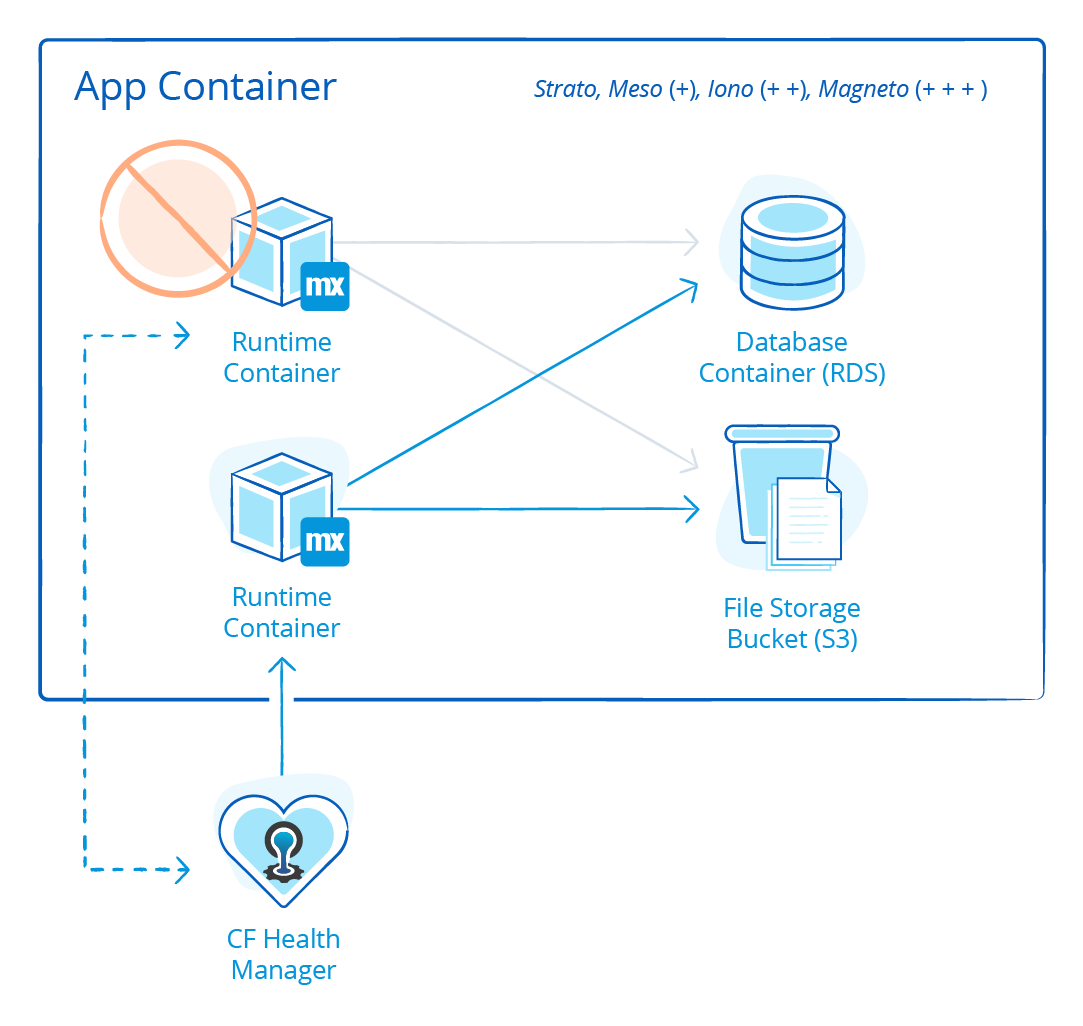 App Container
Strato, Meso (+), Iono (+ +), Magneto (+ + + )
mx
Runtime
Container
Database
Container (RDS)
mx
Runtime
Container
File Storage
Bucket (S3)
CF Health
Manager